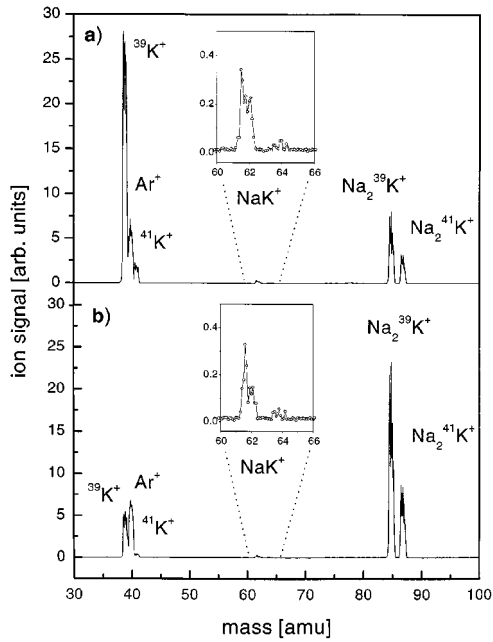 30
a)
³⁹K⁺
0.4
25
0.2
20
0.0
60 62 64 66
15
Ar⁺
NaK⁺
Na₂³⁹K⁺
10
⁴¹K⁺
Na₂⁴¹K⁺
5
0
ion signal [arb. units]
30
b)
0.4
Na₂³⁹K⁺
25
0.2
20
0.0
60 62 64 66
15
NaK⁺
Na₂⁴¹K⁺
10
³⁹K⁺
Ar⁺
5
⁴¹K⁺
0
30 40 50 60 70 80 90 100
mass [amu]